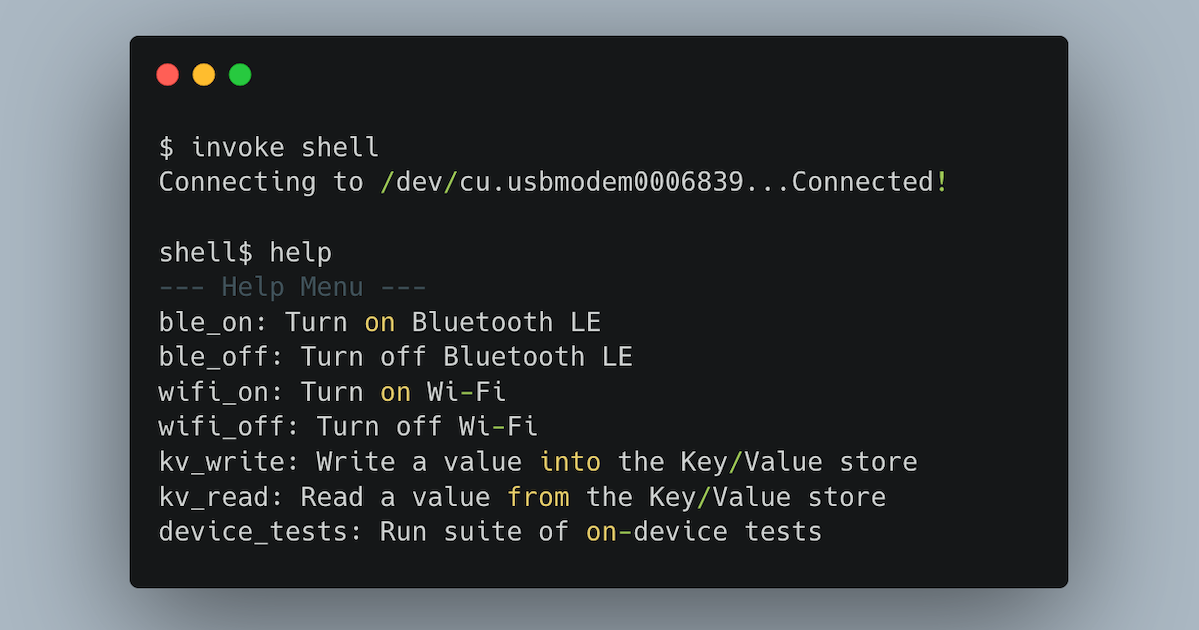 $ invoke shell
Connecting to /dev/cu.usbmodem0006839...Connected!
shell$ help
--- Help Menu ---
ble_on: Turn on Bluetooth LE
ble_off: Turn off Bluetooth LE
wifi_on: Turn on Wi-Fi
wifi_off: Turn off Wi-Fi
kv_write: Write a value into the Key/Value store
kv_read: Read a value from the Key/Value store
device_tests: Run suite of on-device tests